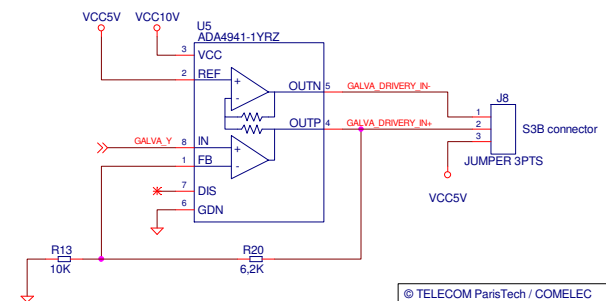 VCC5V VCC10V
U5
ADA4941-1YRZ
3 VCC
2 REF
OUTN 5 GALVA_DRIVERY_IN-
OUTP 4 GALVA_DRIVERY_IN+
GALVA_Y 8 IN
1 FB
7 DIS
6 GDN
+
-
+
-
J8
1
2
3
S3B connector
JUMPER 3PTS
VCC5V
R13
10K
R20
6,2K
© TELECOM ParisTech / COMELEC